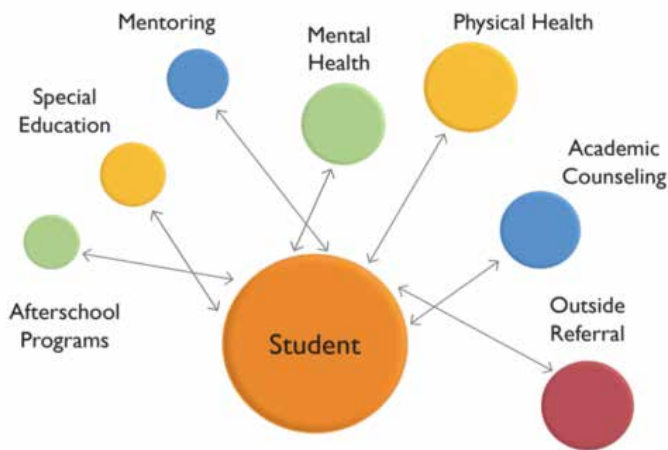 Mentoring
Mental
Health
Physical Health
Special
Education
Academic
Counseling
Afterschool
Programs
Outside
Referral
Student